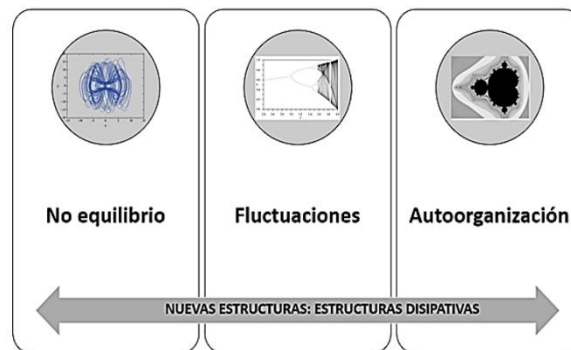 No equilibrio
Fluctuaciones
Autoorganización
NUEVAS ESTRUCTURAS: ESTRUCTURAS DISIPATIVAS